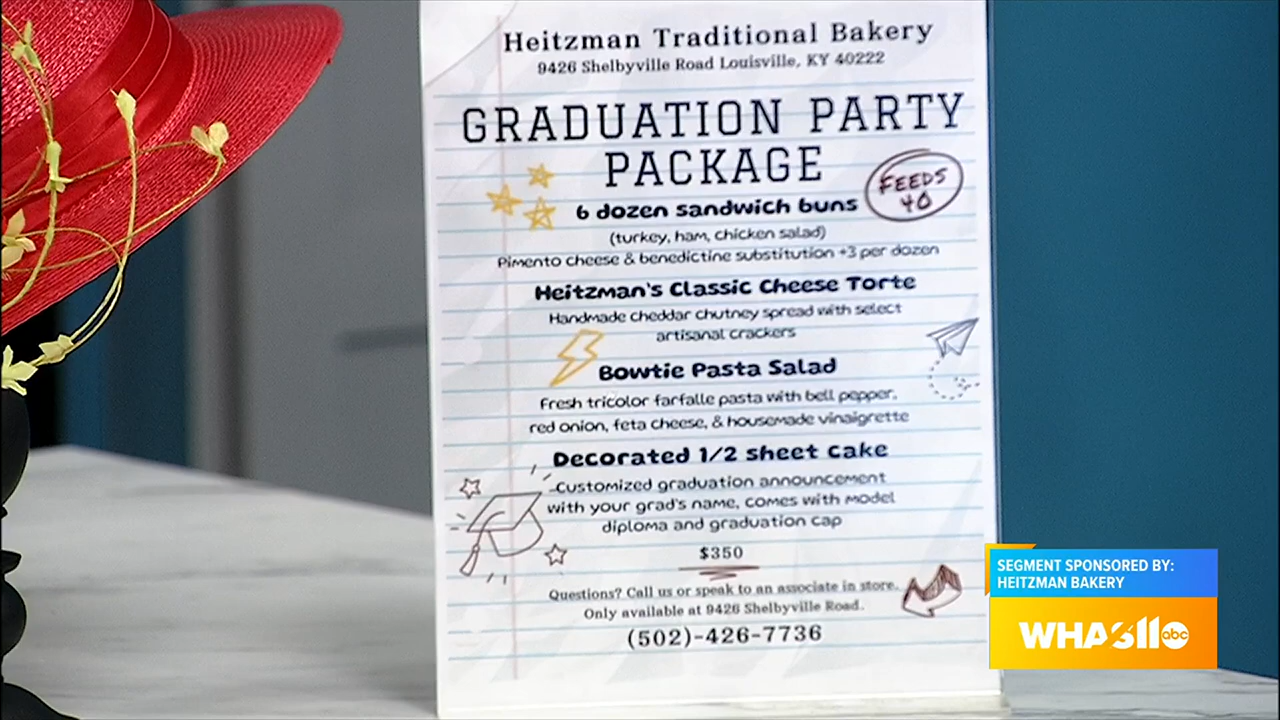 Heitzman Traditional Bakery
9426 Shelbyville Road Louisville, KY 40222
GRADUATION PARTY
PACKAGE
FEEDS
40
6 dozen sandwich buns
(turkey, ham, chicken salad)
Pimento cheese & benedictine substitution +3 per dozen
Heitzman's Classic Cheese Torte
Handmade cheddar chutney spread with select
artisanal crackers
Bowtie Pasta Salad
Fresh tricolor farfalle pasta with bell pepper,
red onion, feta cheese, & housemade vinaigrette
Decorated 1/2 sheet cake
Customized graduation announcement
with your grad's name, comes with model
diploma and graduation cap
$350
Questions? Call us or speak to an associate in store.
Only available at 9426 Shelbyville Road.
(502)-426-7736
SEGMENT SPONSORED BY:
HEITZMAN BAKERY
WHAS11 abc